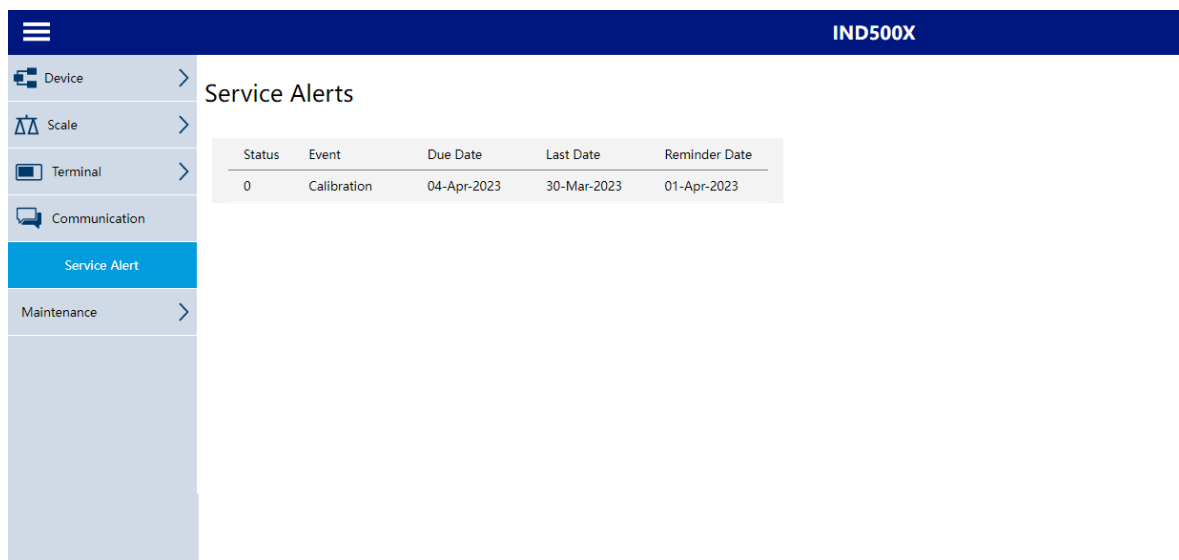 IND500X
Device
Scale
Terminal
Communication
Service Alert
Maintenance
Service Alerts
Status Event Due Date Last Date Reminder Date
0 Calibration 04-Apr-2023 30-Mar-2023 01-Apr-2023